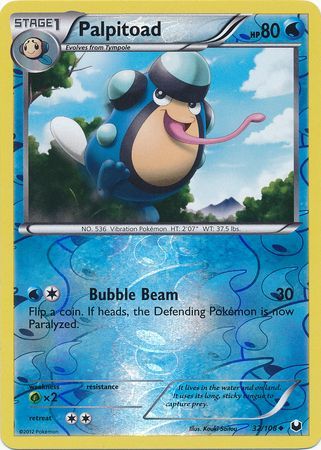 STAGE1
Palpitoad
HP80
Evolves from Tympole
NO. 536 Vibration Pokémon HT: 2'07" WT: 37.5 lbs.
Bubble Beam 30
Flip a coin. If heads, the Defending Pokémon is now
Paralyzed.
weakness resistance
×2
retreat
It lives in the water and on land.
It uses its long, sticky tongue to
capture prey.
Illus. Kouki Saitou
©2012 Pokémon
32/108